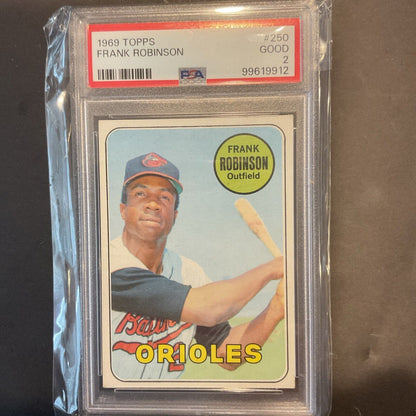 1969 TOPPS
FRANK ROBINSON
#250
GOOD
2
PSA
99619912
FRANK
ROBINSON
Outfield
ORIOLES